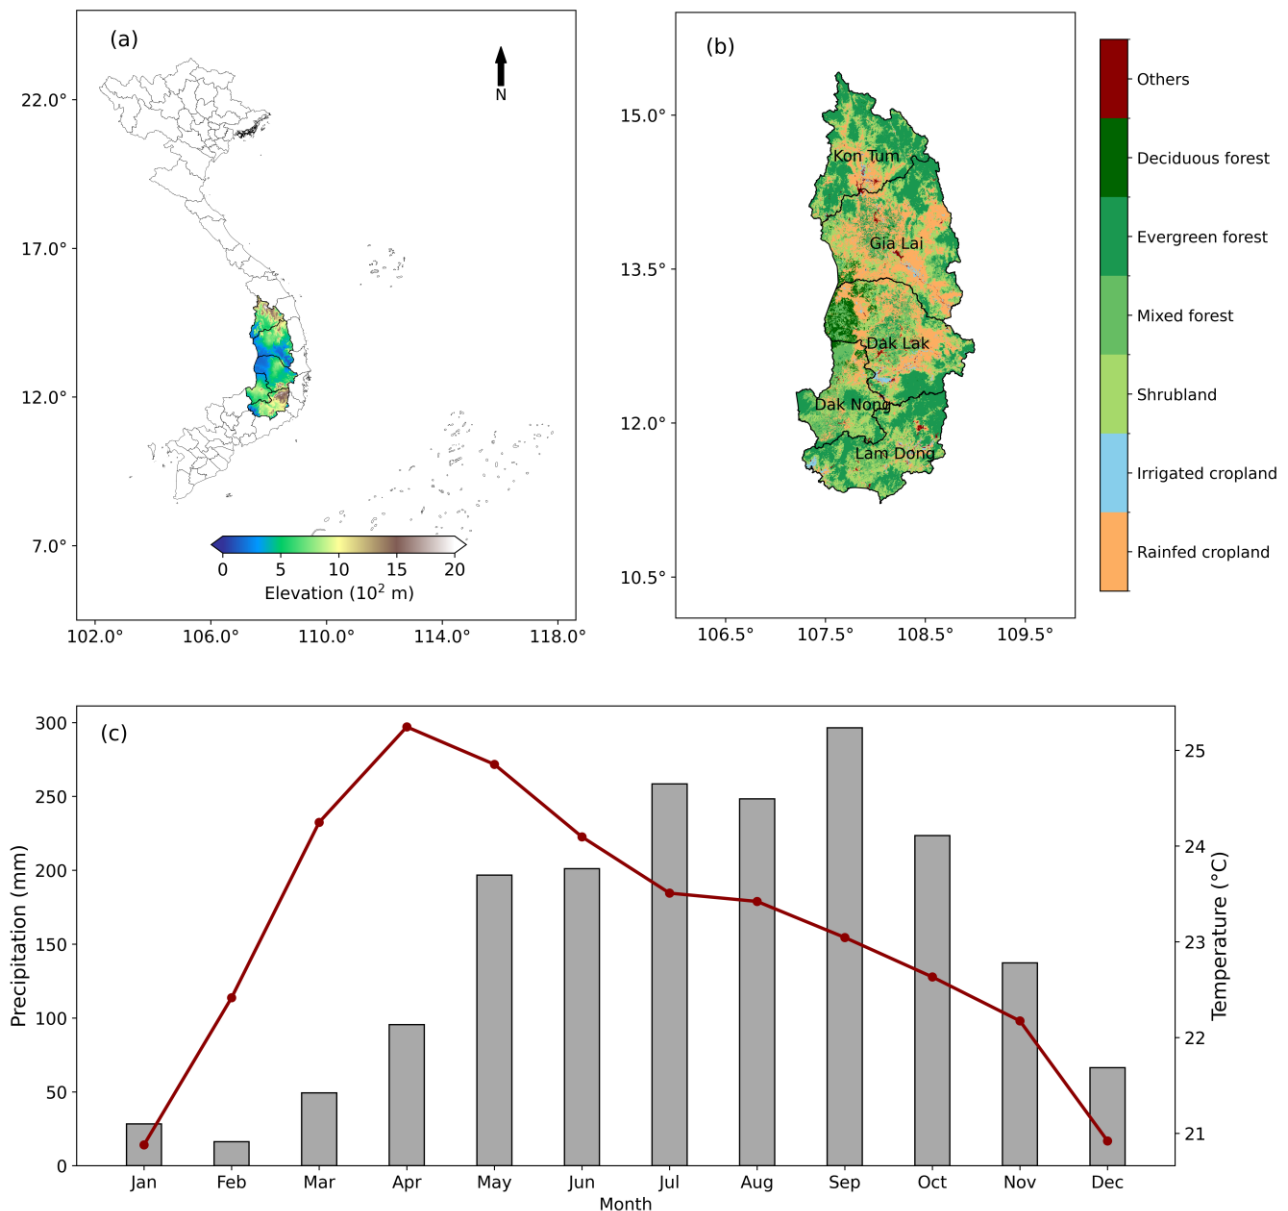 (a)
N
22.0°
17.0°
12.0°
7.0°
0 5 10 15 20
Elevation (10² m)
102.0° 106.0° 110.0° 114.0° 118.0°
(b)
15.0°
13.5°
12.0°
10.5°
Kon Tum
Gia Lai
Dak Lak
Dak Nong
Lam Dong
106.5° 107.5° 108.5° 109.5°
Others
Deciduous forest
Evergreen forest
Mixed forest
Shrubland
Irrigated cropland
Rainfed cropland
(c)
Precipitation (mm)
300
250
200
150
100
50
0
Temperature (°C)
25
24
23
22
21
Jan Feb Mar Apr May Jun Jul Aug Sep Oct Nov Dec
Month